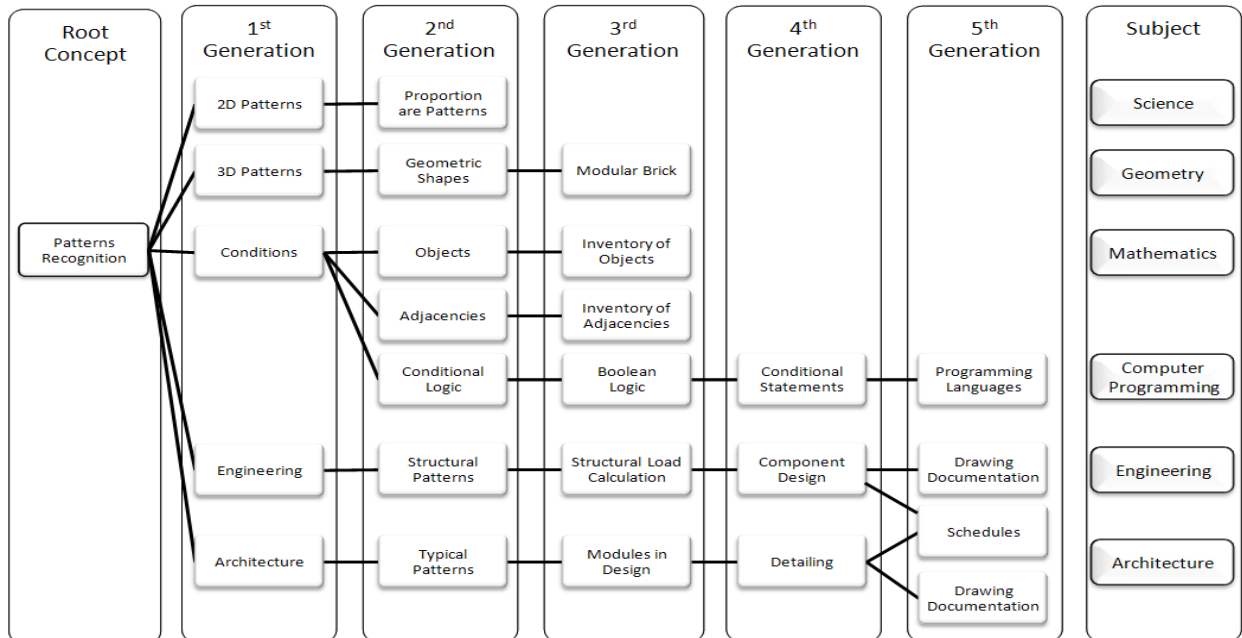 Root
Concept
1st
Generation
2nd
Generation
3rd
Generation
4th
Generation
5th
Generation
Subject
2D Patterns
Proportion
are Patterns
Science
3D Patterns
Geometric
Shapes
Modular Brick
Geometry
Patterns
Recognition
Conditions
Objects
Inventory of
Objects
Mathematics
Adjacencies
Inventory of
Adjacencies
Conditional
Logic
Boolean
Logic
Conditional
Statements
Programming
Languages
Computer
Programming
Engineering
Structural
Patterns
Structural Load
Calculation
Component
Design
Drawing
Documentation
Engineering
Schedules
Architecture
Typical
Patterns
Modules in
Design
Detailing
Architecture
Drawing
Documentation